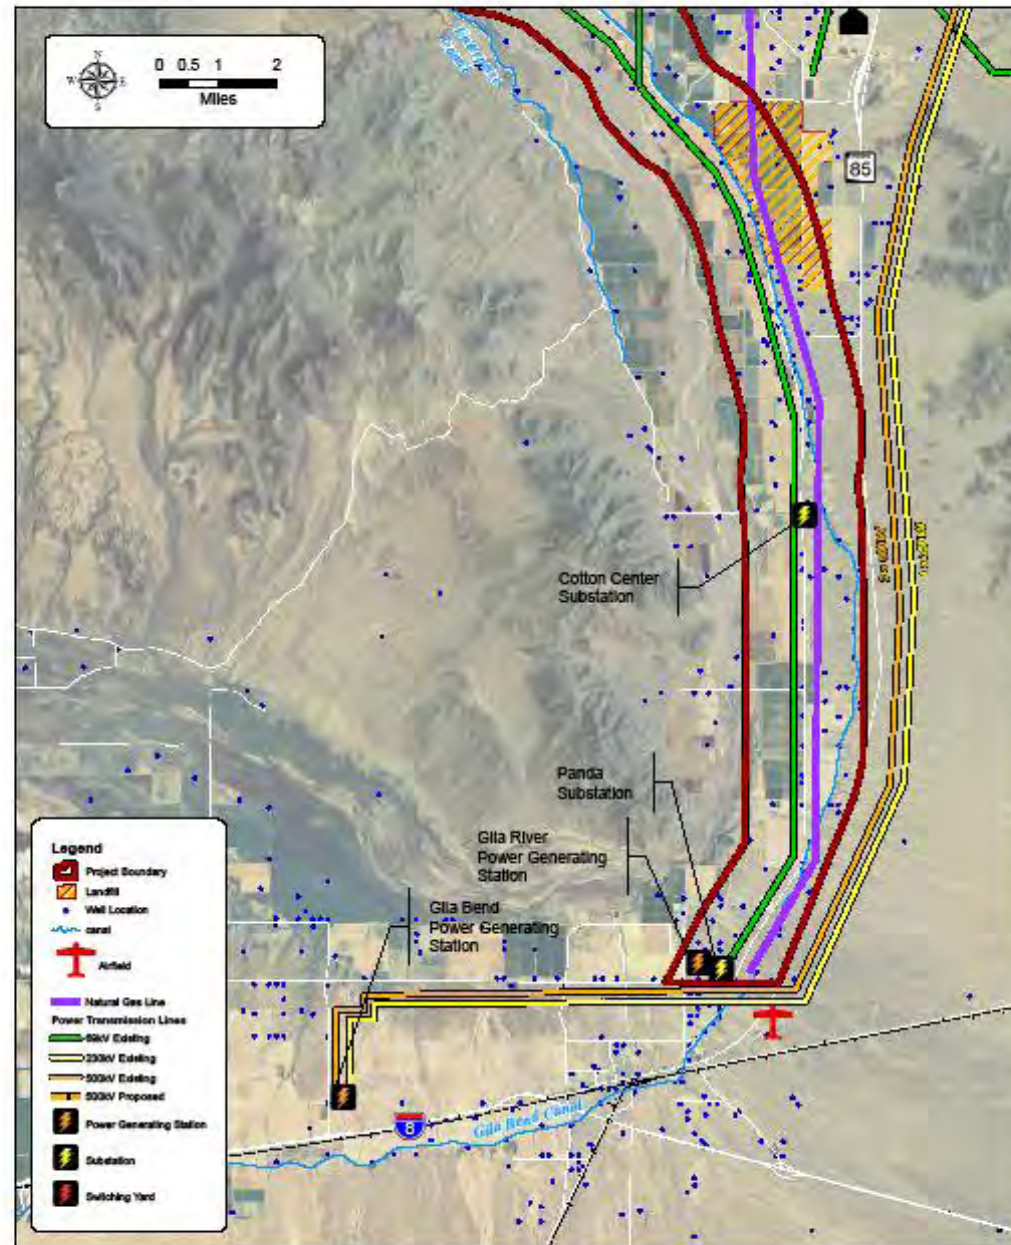 N
W E
S
0 0.5 1 2
Miles
85
Cotton Center
Substation
Panda
Substation
Gila River
Power Generating
Station
Gila Bend
Power Generating
Station
Gila Bend Canal
8
Legend
Project Boundary
Landfill
Well Location
canal
Airfield
Natural Gas Line
Power Transmission Lines
69kV Existing
230kV Existing
500kV Existing
500kV Proposed
Power Generating Station
Substation
Switching Yard